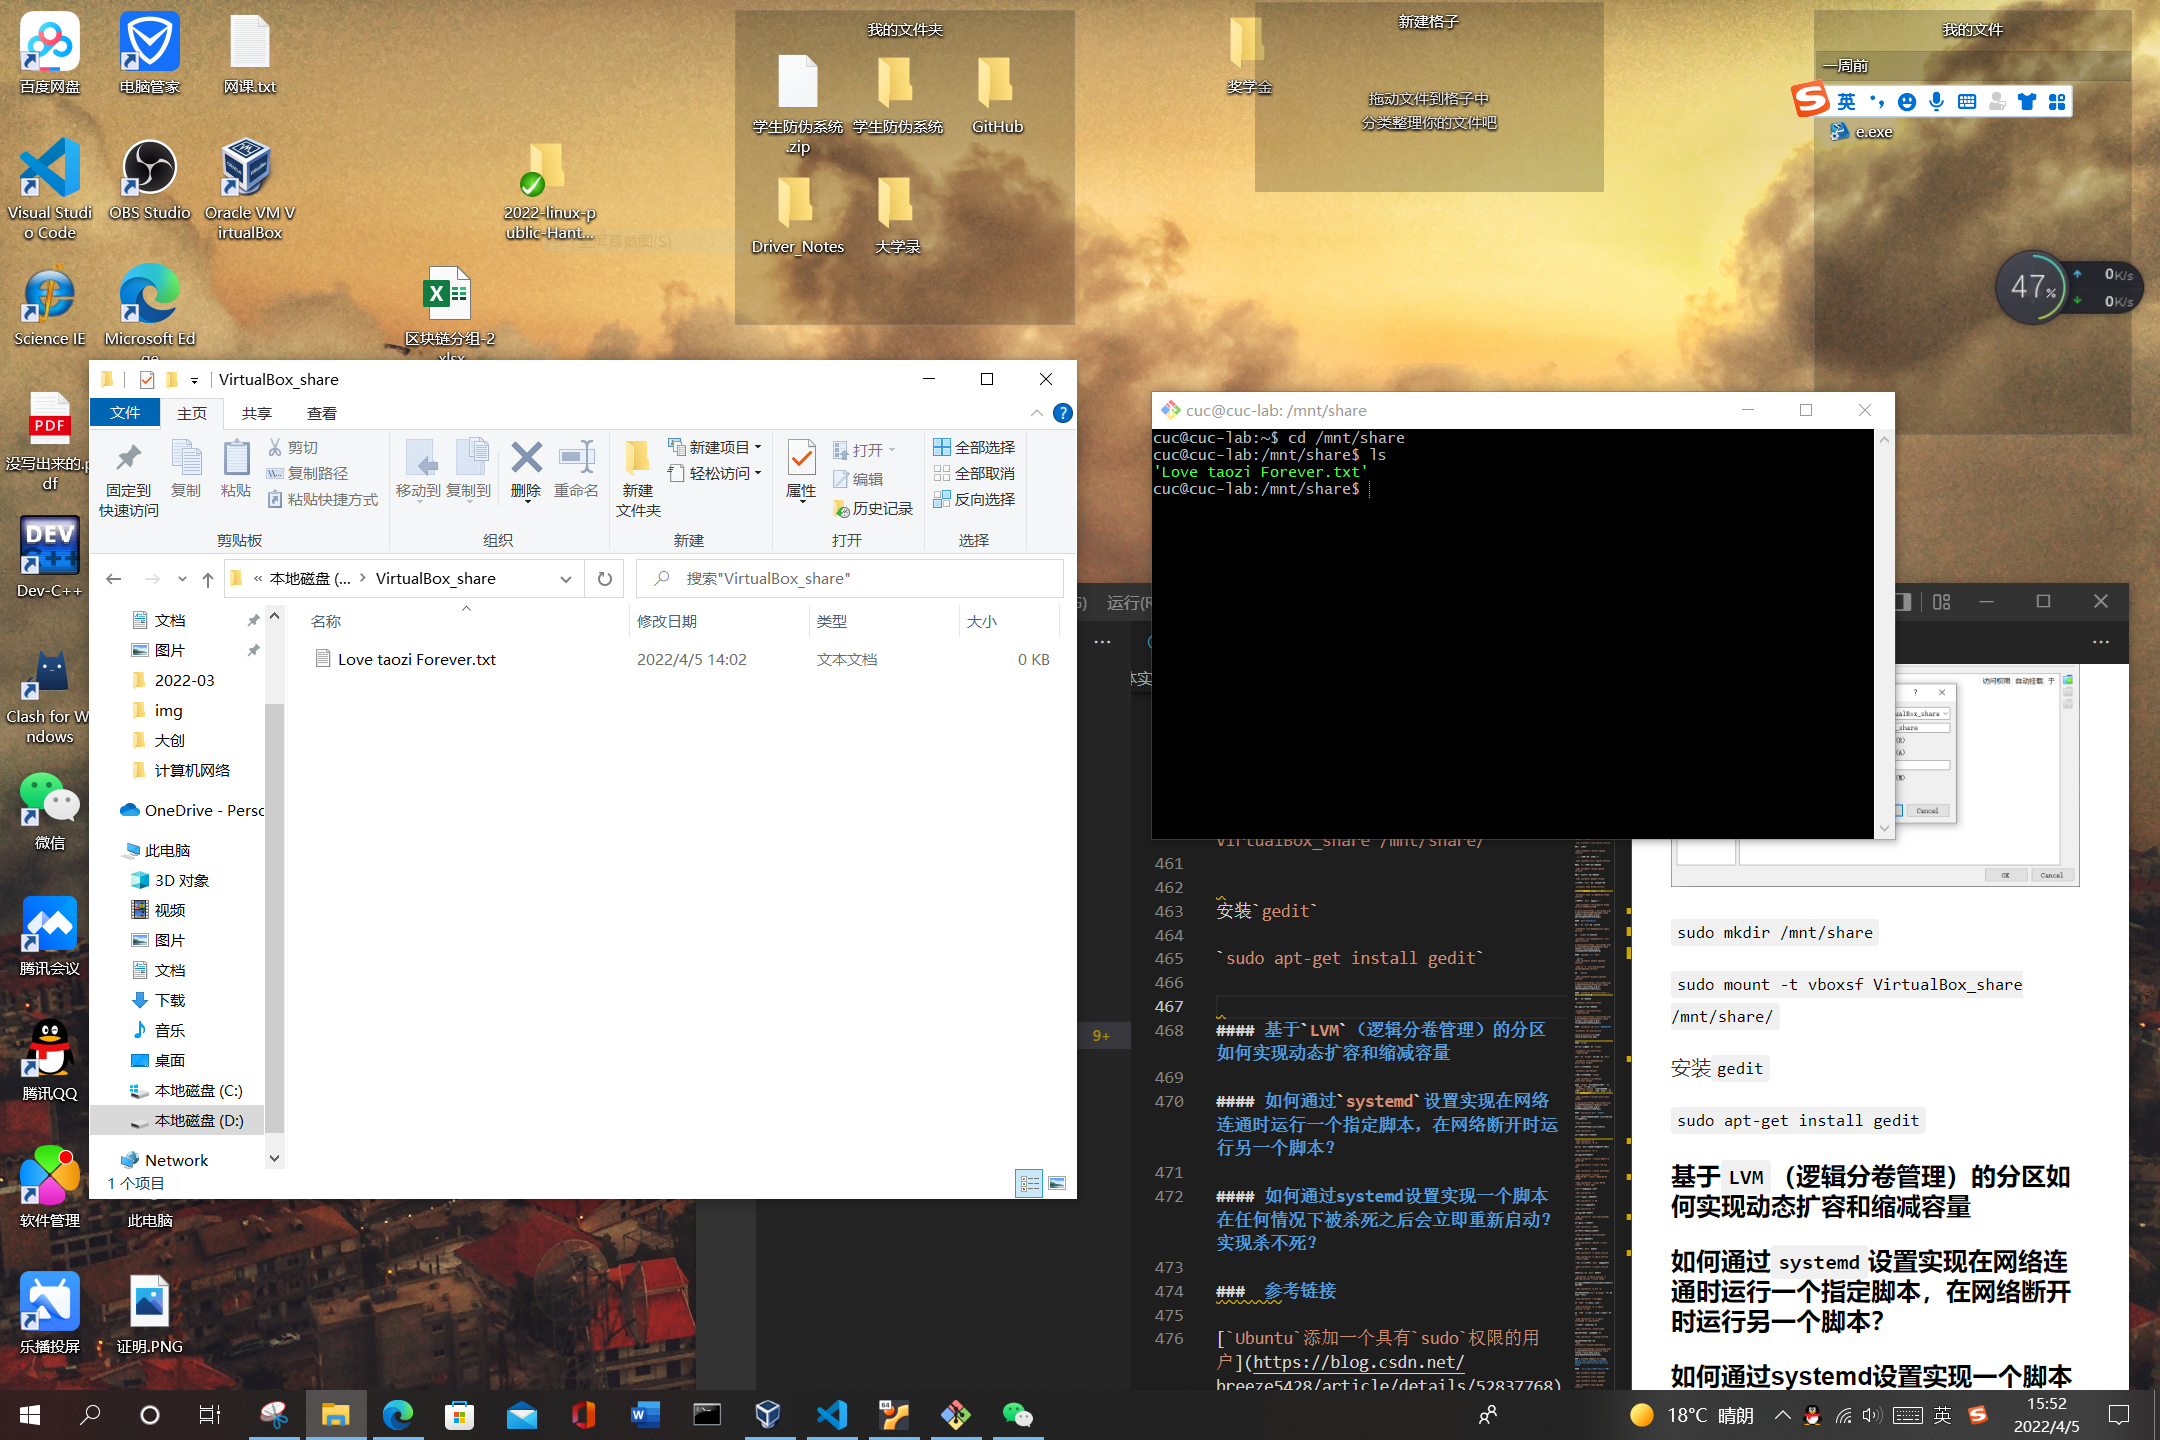 百度网盘
电脑管家
网课.txt
Visual Studi
o Code
OBS Studio
Oracle VM V
irtualBox
2022-linux-p
ublic-Hant...
Science IE
Microsoft Ed
区块链分组-2
没写出来的.p
df
Dev-C++
Clash for W
ndows
微信
腾讯会议
腾讯QQ
软件管理
此电脑
乐播投屏
证明.PNG
我的文件夹
学生防伪系统
.zip
学生防伪系统
GitHub
Driver_Notes
大学录
奖学金
新建格子
拖动文件到格子中
分类整理你的文件吧
我的文件
一周前
英
e.exe
47%
0K/s
0K/s
VirtualBox_share
文件
主页
共享
查看
固定到
快速访问
复制
粘贴
剪切
复制路径
粘贴快捷方式
剪贴板
移动到
复制到
删除
重命名
组织
新建
文件夹
新建项目
轻松访问
新建
属性
打开
编辑
历史记录
打开
全部选择
全部取消
反向选择
选择
« 本地磁盘 (... > VirtualBox_share
搜索"VirtualBox_share"
文档
图片
2022-03
img
大创
计算机网络
OneDrive - Persc
此电脑
3D 对象
视频
图片
文档
下载
音乐
桌面
本地磁盘 (C:)
本地磁盘 (D:)
Network
名称
修改日期
类型
大小
Love taozi Forever.txt
2022/4/5 14:02
文本文档
0 KB
1 个项目
cuc@cuc-lab: /mnt/share
cuc@cuc-lab:~$ cd /mnt/share
cuc@cuc-lab:/mnt/share$ ls
'Love taozi Forever.txt'
cuc@cuc-lab:/mnt/share$
运行(R
VirtualBox_share /mnt/share/
461
462
463 安装`gedit`
464
465 `sudo apt-get install gedit`
466
467
468 #### 基于`LVM`（逻辑分卷管理）的分区
如何实现动态扩容和缩减容量
469
470 #### 如何通过`systemd`设置实现在网络
连通时运行一个指定脚本，在网络断开时运
行另一个脚本？
471
472 #### 如何通过systemd设置实现一个脚本
在任何情况下被杀死之后会立即重新启动？
实现杀不死？
473
474 ###  参考链接
475
476 [`Ubuntu`添加一个具有`sudo`权限的用
户](https://blog.csdn.net/
breeze5428/article/details/52837768)
9+
访问权限 自动挂载 于
Cancel
OK
Cancel
sudo mkdir /mnt/share
sudo mount -t vboxsf VirtualBox_share
/mnt/share/
安装 gedit
sudo apt-get install gedit
基于 LVM （逻辑分卷管理）的分区如
何实现动态扩容和缩减容量
如何通过 systemd 设置实现在网络连
通时运行一个指定脚本，在网络断开
时运行另一个脚本？
如何通过systemd设置实现一个脚本
18°C 晴朗
英
15:52
2022/4/5